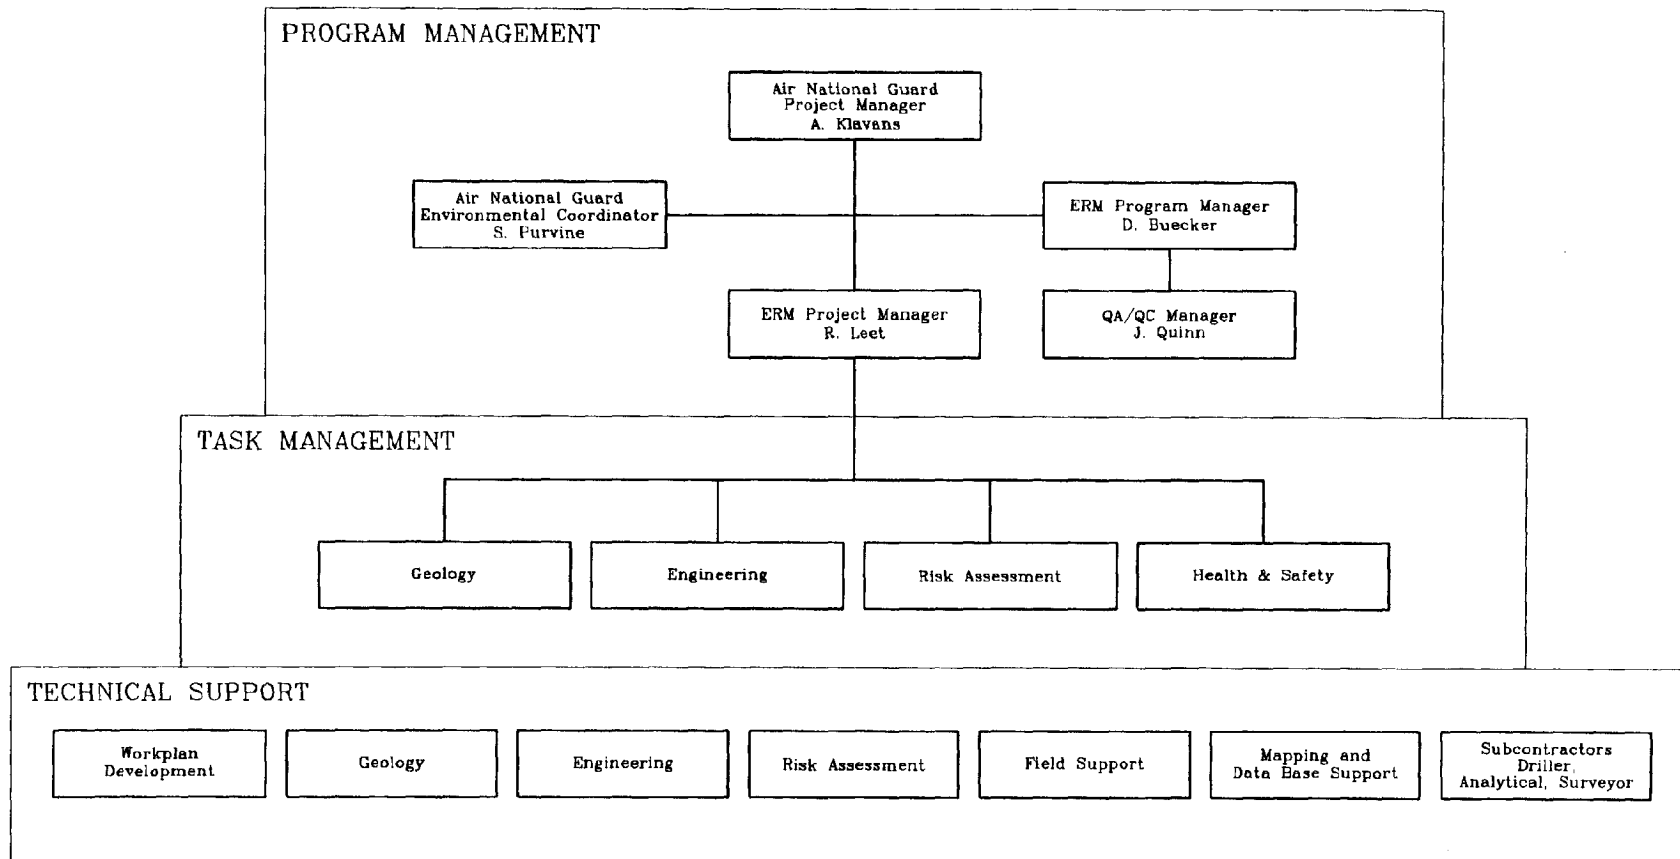 PROGRAM MANAGEMENT
Air National Guard
Project Manager
A. Klavans
Air National Guard
Environmental Coordinator
S. Purvine
ERM Program Manager
D. Buecker
ERM Project Manager
R. Leet
QA/QC Manager
J. Quinn
TASK MANAGEMENT
Geology
Engineering
Risk Assessment
Health & Safety
TECHNICAL SUPPORT
Workplan
Development
Geology
Engineering
Risk Assessment
Field Support
Mapping and
Data Base Support
Subcontractors
Driller,
Analytical, Surveyor